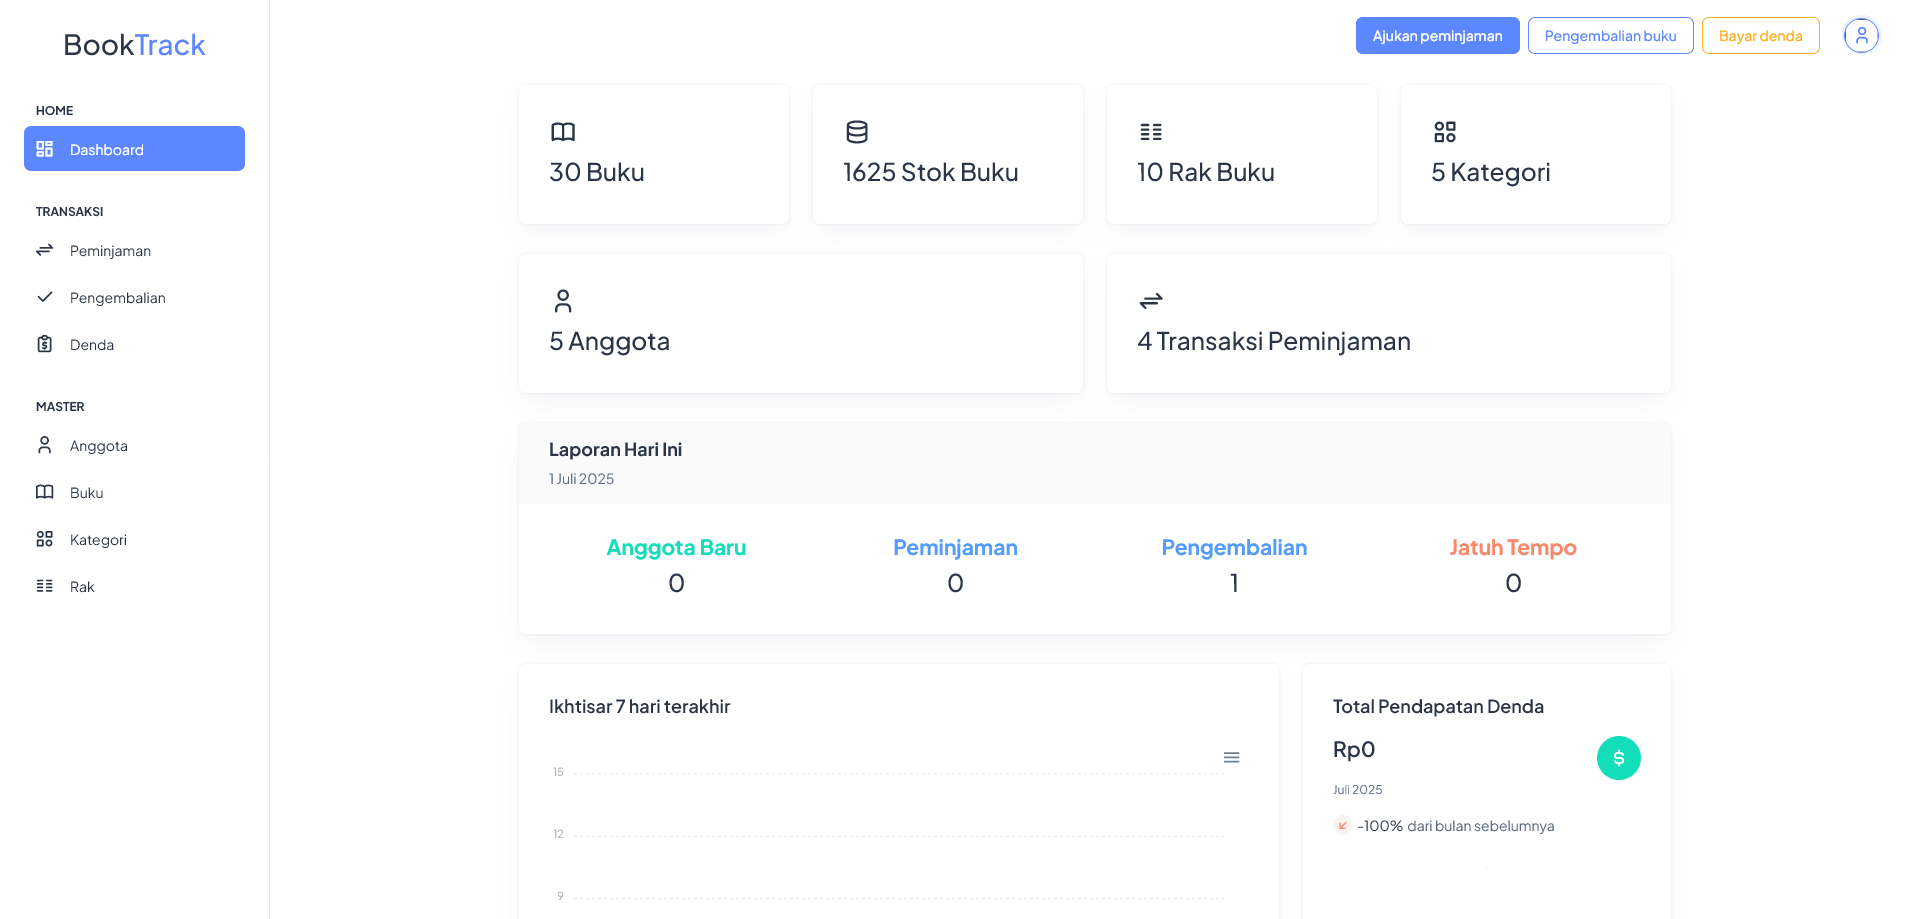 BookTrack
HOME
Dashboard
TRANSAKSI
Peminjaman
Pengembalian
Denda
MASTER
Anggota
Buku
Kategori
Rak
Ajukan peminjaman
Pengembalian buku
Bayar denda
30 Buku
1625 Stok Buku
10 Rak Buku
5 Kategori
5 Anggota
4 Transaksi Peminjaman
Laporan Hari Ini
1 Juli 2025
Anggota Baru
0
Peminjaman
0
Pengembalian
1
Jatuh Tempo
0
Ikhtisar 7 hari terakhir
15
12
9
Total Pendapatan Denda
Rp0
$
Juli 2025
-100% dari bulan sebelumnya